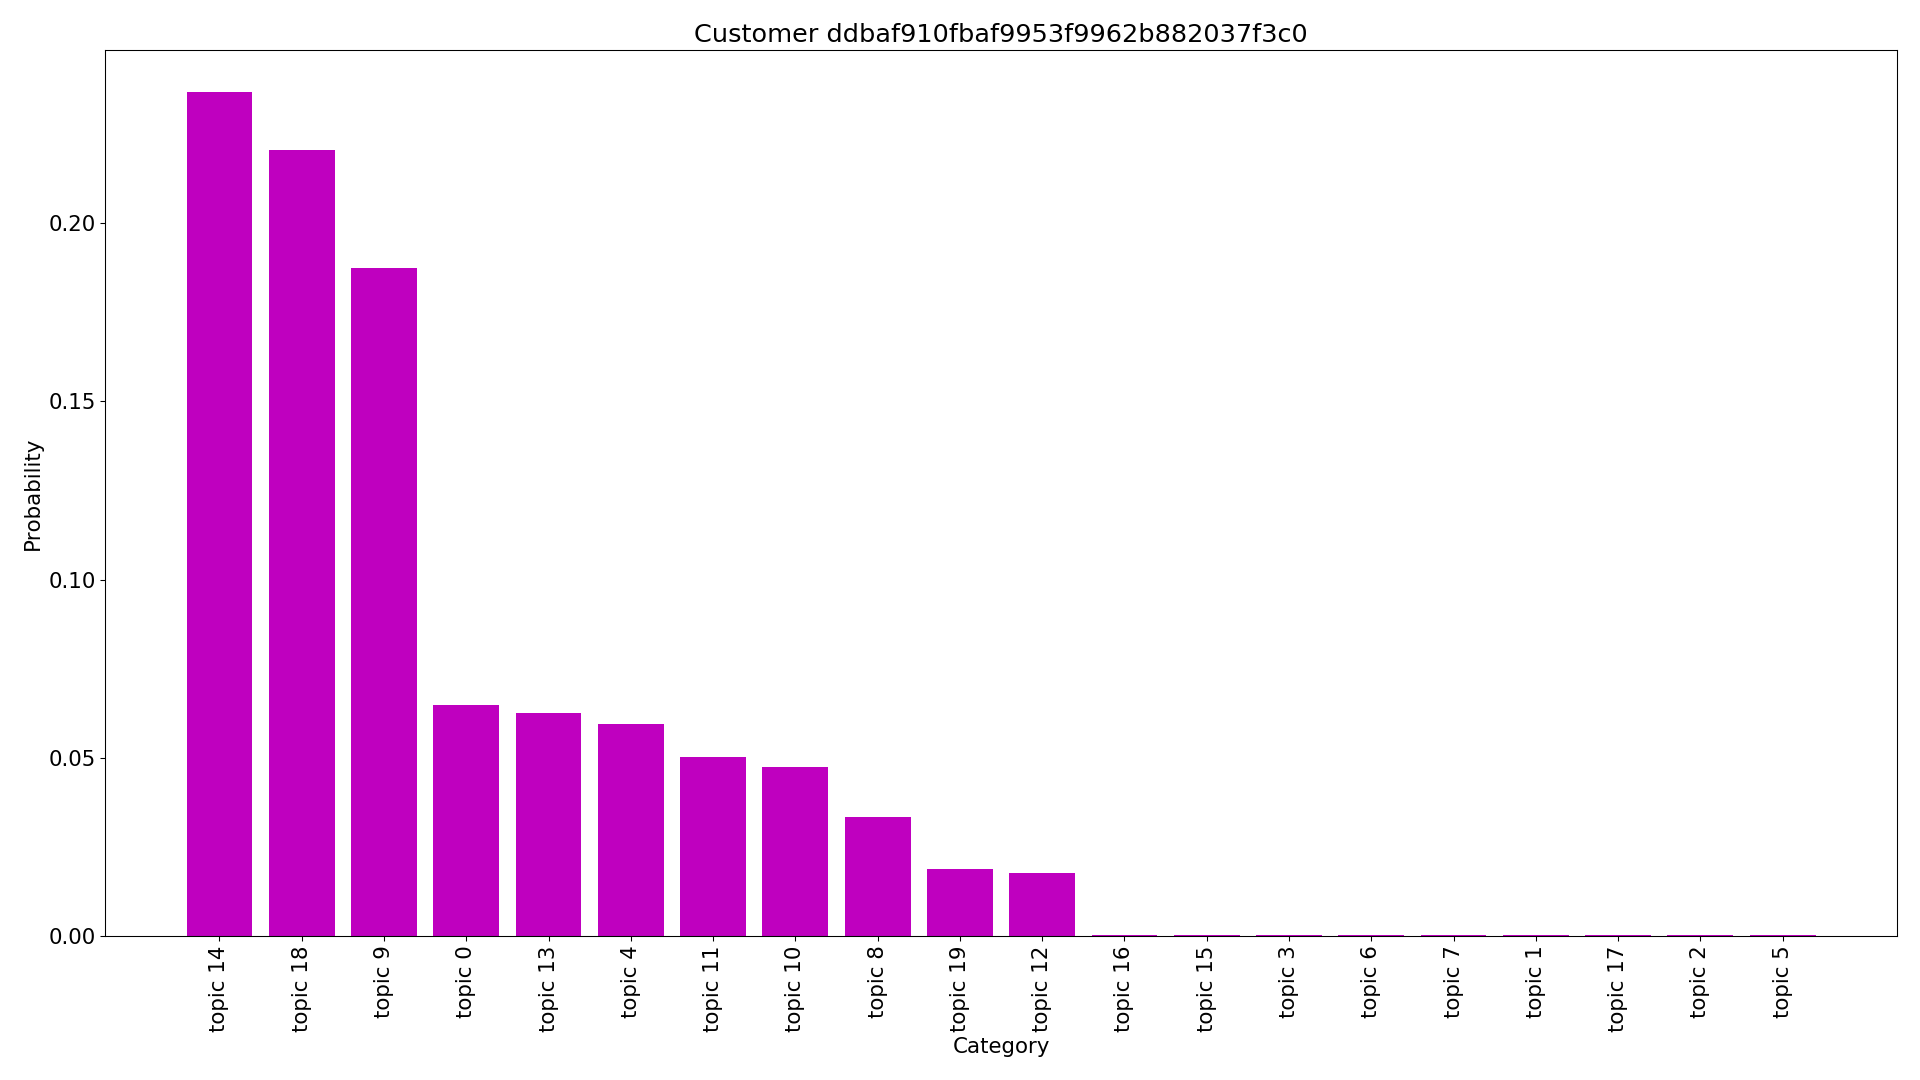 Customer ddbaf910fbaf9953f9962b882037f3c0
Probability
0.20
0.15
0.10
0.05
0.00
topic 14
topic 18
topic 9
topic 0
topic 13
topic 4
topic 11
topic 10
topic 8
topic 19
topic 12
topic 16
topic 15
topic 3
topic 6
topic 7
topic 1
topic 17
topic 2
topic 5
Category